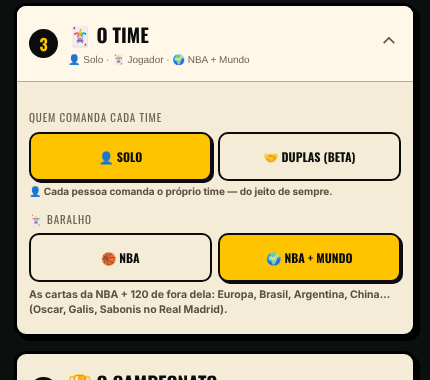 3
🃏 O TIME
👤 Solo · 🃏 Jogador · 🌍 NBA + Mundo
QUEM COMANDA CADA TIME
👤 SOLO
🤝 DUPLAS (BETA)
👤 Cada pessoa comanda o próprio time — do jeito de sempre.
🃏 BARALHO
🏀 NBA
🌍 NBA + MUNDO
As cartas da NBA + 120 de fora dela: Europa, Brasil, Argentina, China...
(Oscar, Galis, Sabonis no Real Madrid).
🏆 O CAMPEONATO